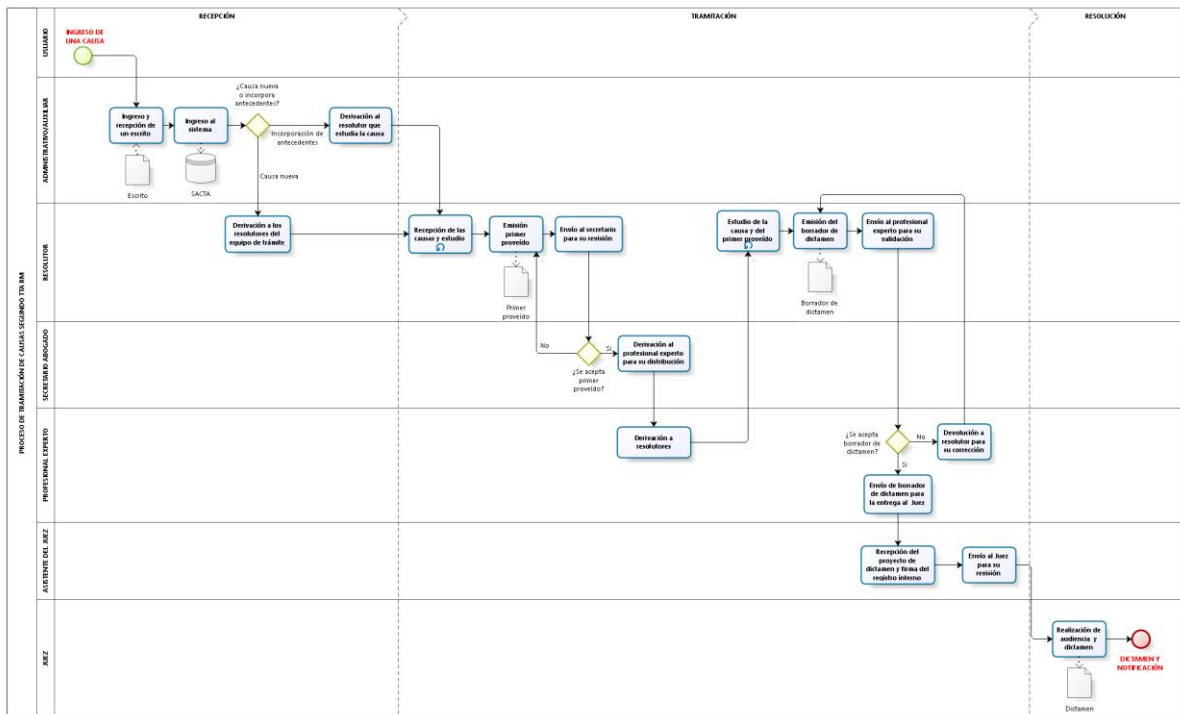 PROCESO DE TRAMITACIÓN DE CAUSAS SEGUNDO TTA RM
RECEPCIÓN
TRAMITACIÓN
RESOLUCIÓN
USUARIO
INGRESO DE
UNA CAUSA
ADMINISTRATIVO/AUXILIAR
Ingreso y
recepción de
un escrito
Escrito
Ingreso al
sistema
SACTA
¿Causa nueva
o incorpora
antecedentes?
Incorporación de
antecedentes
Causa nueva
Derivación al
resolutor que
estudia la causa
RESOLUTOR
Derivación a los
resolutores del
equipo de trámite
Recepción de las
causas y estudio
Emisión
primer
proveído
Primer
proveído
Envío al secretario
para su revisión
Estudio de la
causa y del
primer proveído
Emisión del
borrador de
dictamen
Borrador de
dictamen
Envío al profesional
experto para su
validación
SECRETARIO ABOGADO
No
Si
¿Se acepta
primer
proveído?
Derivación al
profesional experto
para su distribución
PROFESIONAL EXPERTO
Derivación a
resolutores
¿Se acepta
borrador de
dictamen?
No
Si
Devolución a
resolutor para
su corrección
Envío de borrador
de dictamen para
la entrega al Juez
ASISTENTE DEL JUEZ
Recepción del
proyecto de
dictamen y firma del
registro interno
Envío al Juez
para su
revisión
JUEZ
Realización de
audiencia y
dictamen
Dictamen
DICTAMEN Y
NOTIFICACIÓN